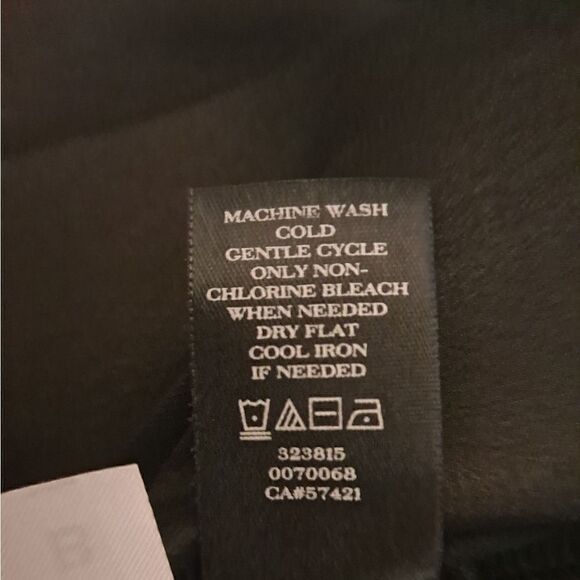 MACHINE WASH
COLD
GENTLE CYCLE
ONLY NON-
CHLORINE BLEACH
WHEN NEEDED
DRY FLAT
COOL IRON
IF NEEDED
323815
0070068
CA#57421